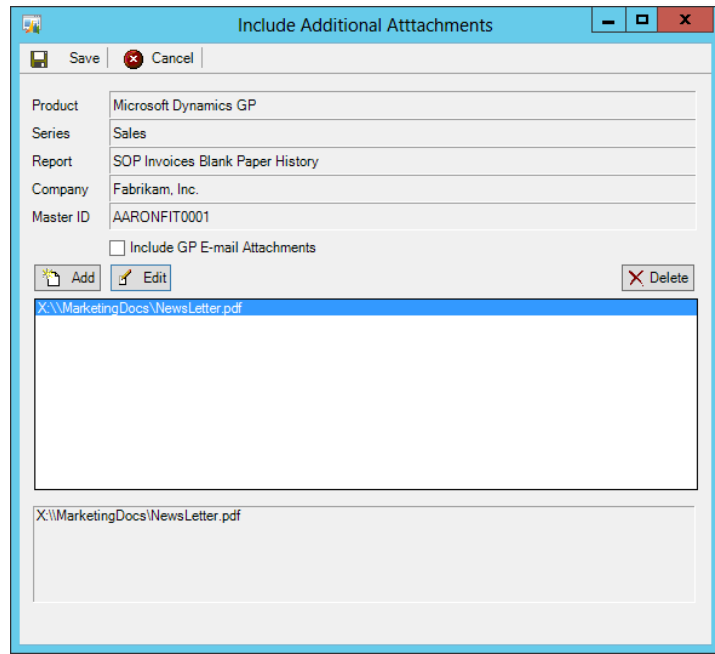 Include Additional Atttachments
Save Cancel
Product Microsoft Dynamics GP
Series Sales
Report SOP Invoices Blank Paper History
Company Fabrikam, Inc.
Master ID AARONFIT0001
Include GP E-mail Attachments
Add Edit Delete
X:\\MarketingDocs\NewsLetter.pdf
X:\\MarketingDocs\NewsLetter.pdf